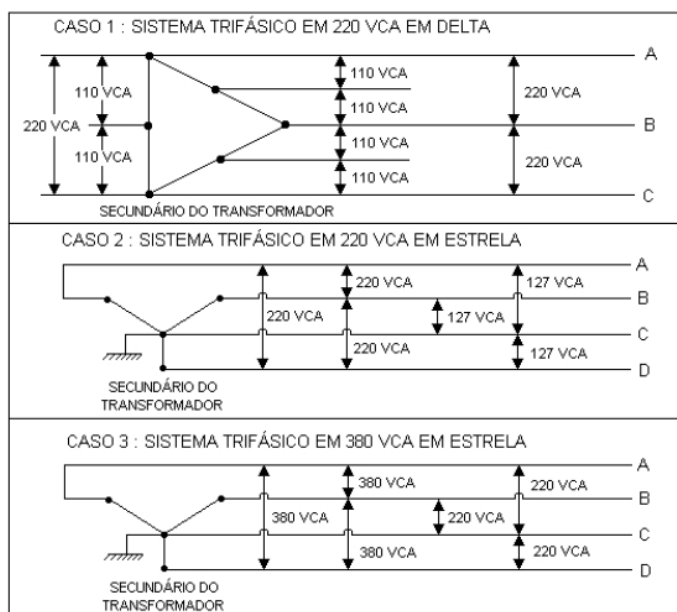 CASO 1 : SISTEMA TRIFÁSICO EM 220 VCA EM DELTA
A
110 VCA
110 VCA
110 VCA
220 VCA
220 VCA
B
110 VCA
110 VCA
220 VCA
110 VCA
C
SECUNDÁRIO DO TRANSFORMADOR
CASO 2 : SISTEMA TRIFÁSICO EM 220 VCA EM ESTRELA
A
220 VCA
127 VCA
B
220 VCA
127 VCA
C
220 VCA
127 VCA
D
SECUNDÁRIO DO
TRANSFORMADOR
CASO 3 : SISTEMA TRIFÁSICO EM 380 VCA EM ESTRELA
A
380 VCA
220 VCA
B
380 VCA
220 VCA
C
380 VCA
220 VCA
D
SECUNDÁRIO DO
TRANSFORMADOR